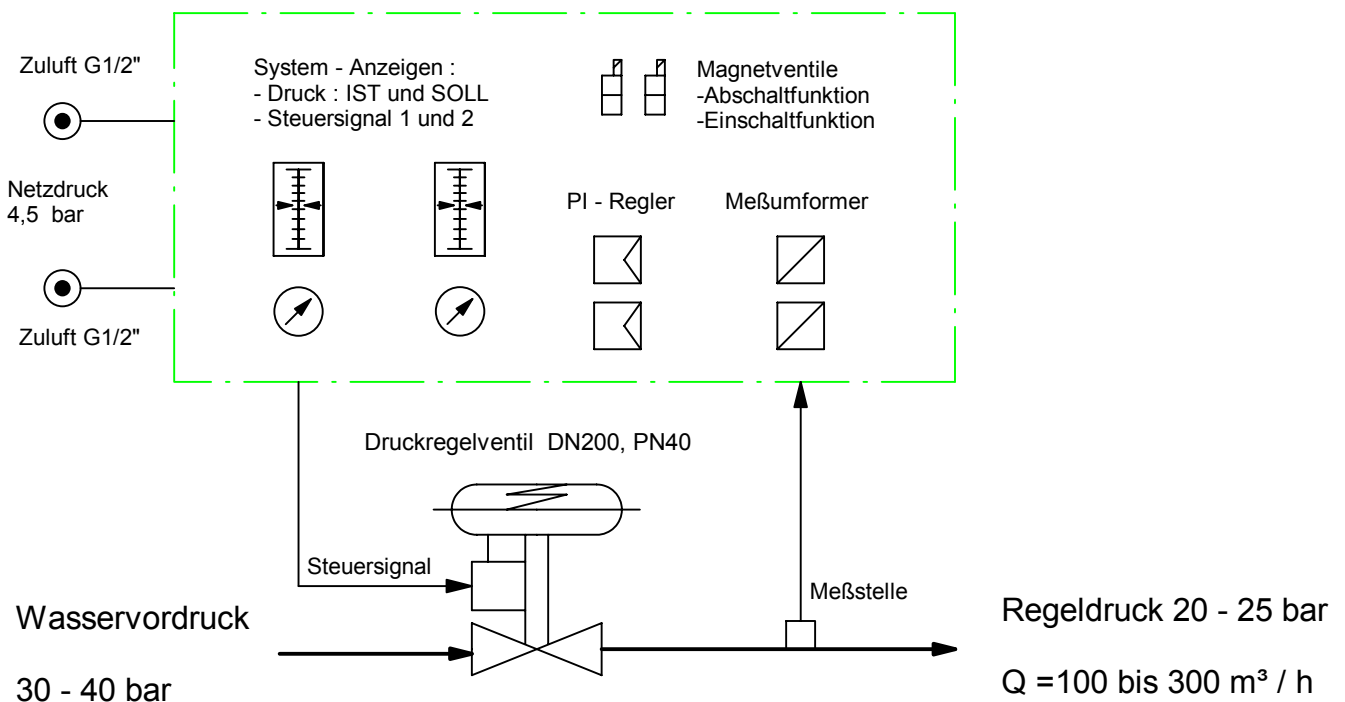 Zuluft G1/2"
System - Anzeigen :
- Druck : IST und SOLL
- Steuersignal 1 und 2
Magnetventile
-Abschaltfunktion
-Einschaltfunktion
Netzdruck
4,5 bar
PI - Regler
Meßumformer
Zuluft G1/2"
Druckregelventil DN200, PN40
Steuersignal
Meßstelle
Wasservordruck
30 - 40 bar
Regeldruck 20 - 25 bar
Q =100 bis 300 m³ / h